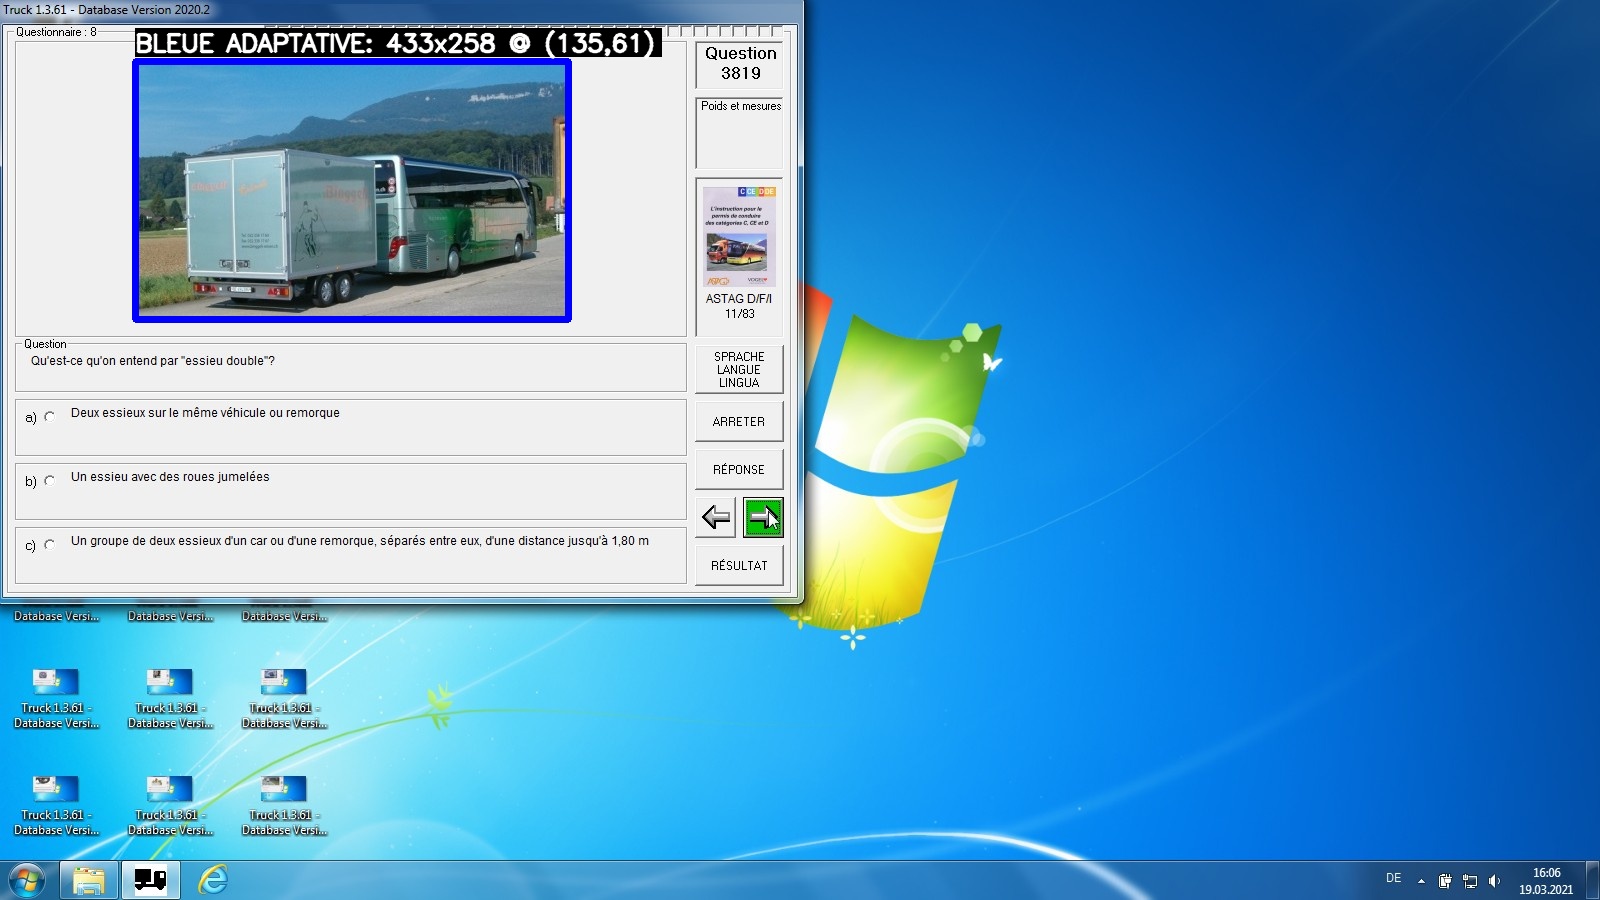 Truck 1.3.61 - Database Version 2020.2
Questionnaire : 8
BLEUE ADAPTATIVE: 433x258 @ (135,61)
Question
3819
Poids et mesures
C CE D DE
L'instruction pour le
permis de conduire
des catégories C, CE et D
ASTAG D/F/I
11/83
Question
Qu'est-ce qu'on entend par "essieu double"?
a) Deux essieux sur le même véhicule ou remorque
b) Un essieu avec des roues jumelées
c) Un groupe de deux essieux d'un car ou d'une remorque, séparés entre eux, d'une distance jusqu'à 1,80 m
SPRACHE
LANGUE
LINGUA
ARRETER
RÉPONSE
RÉSULTAT
Database Versi...
Database Versi...
Database Versi...
Truck 1.3.61 -
Database Versi...
Truck 1.3.61 -
Database Versi...
Truck 1.3.61 -
Database Versi...
Truck 1.3.61 -
Database Versi...
Truck 1.3.61 -
Database Versi...
Truck 1.3.61 -
Database Versi...
DE
16:06
19.03.2021